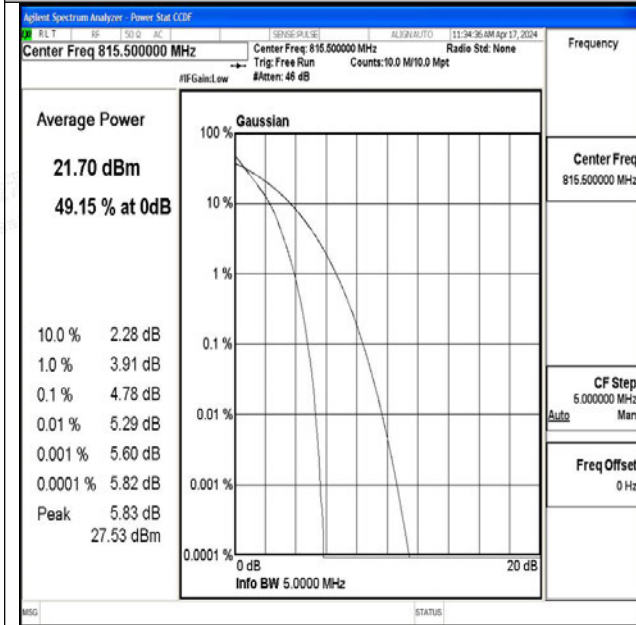 Agilent Spectrum Analyzer - Power Stat CCDF
RL T RF 50 Ω AC SENSE:PULSE ALIGNAUTO 11:34:36 AM Apr 17, 2024
Center Freq 815.500000 MHz
Center Freq: 815.500000 MHz Radio Std: None
Trig: Free Run Counts:10.0 M/10.0 Mpt
#IFGain:Low #Atten: 46 dB
Frequency
Average Power
21.70 dBm
49.15 % at 0dB
10.0 % 2.28 dB
1.0 % 3.91 dB
0.1 % 4.78 dB
0.01 % 5.29 dB
0.001 % 5.60 dB
0.0001 % 5.82 dB
Peak 5.83 dB
27.53 dBm
Gaussian
100 %
10 %
1 %
0.1 %
0.01 %
0.001 %
0.0001 %
0 dB 20 dB
Info BW 5.0000 MHz
Center Freq
815.500000 MHz
CF Step
5.000000 MHz
Auto Man
Freq Offset
0 Hz
MSG STATUS